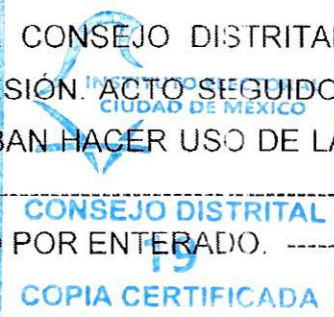 CONSEJO DISTRITAL
INSTITUTO ELECTORAL
SIÓN. ACTO SEGUIDO
CIUDAD DE MÉXICO
BAN HACER USO DE LA
CONSEJO DISTRITAL
POR ENTERADO. -----
19
COPIA CERTIFICADA